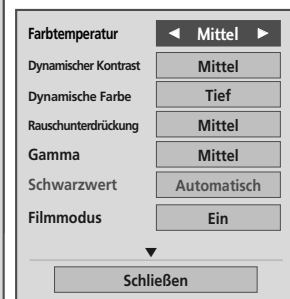 Farbtemperatur ◄ Mittel ►
Dynamischer Kontrast Mittel
Dynamische Farbe Tief
Rauschunterdrückung Mittel
Gamma Mittel
Schwarzwert Automatisch
Filmmodus Ein
▼
Schließen